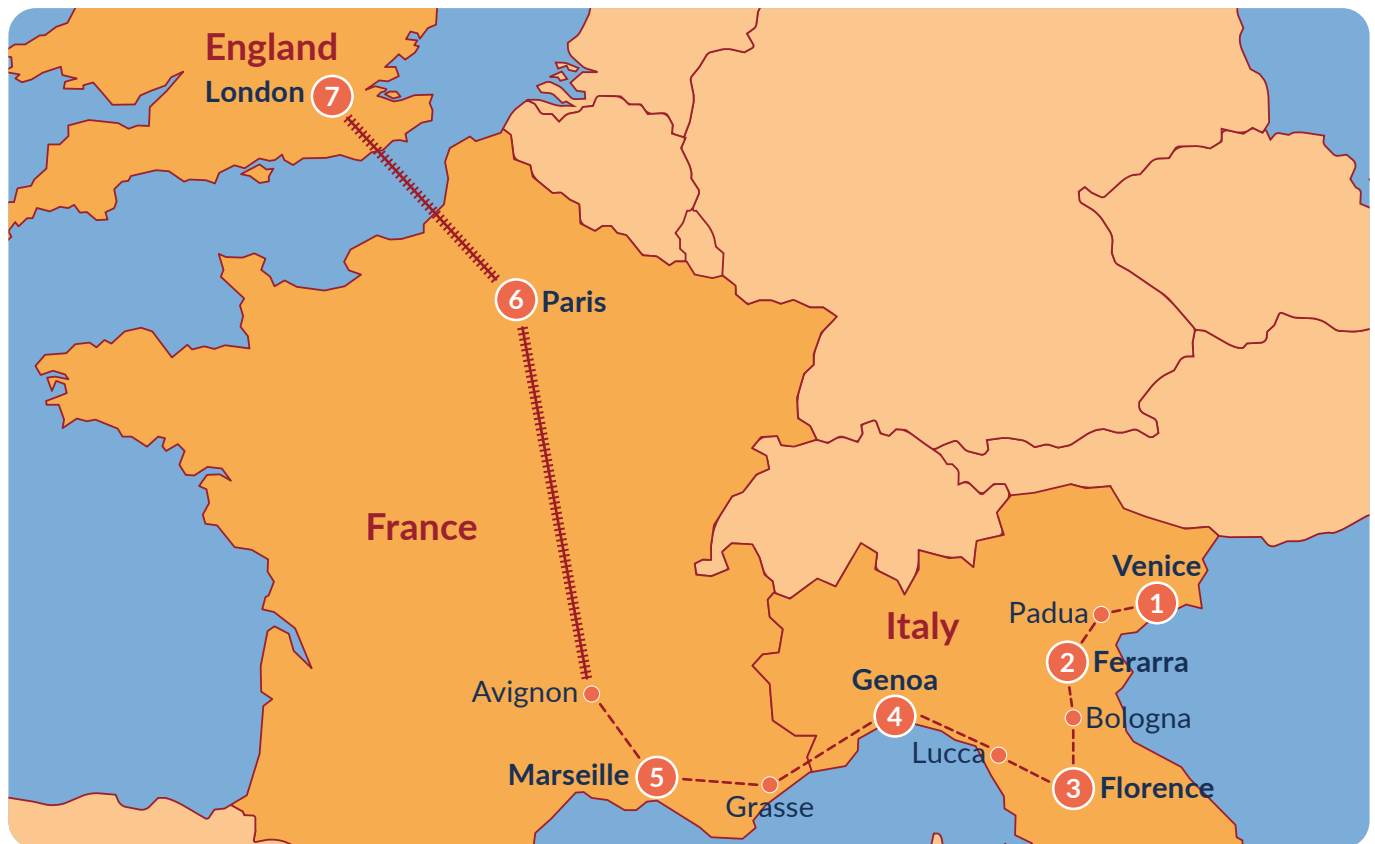 England
London
7
6
Paris
France
Venice
1
Padua
Italy
2
Ferarra
Genoa
4
Avignon
Bologna
Lucca
Marseille
5
3
Florence
Grasse